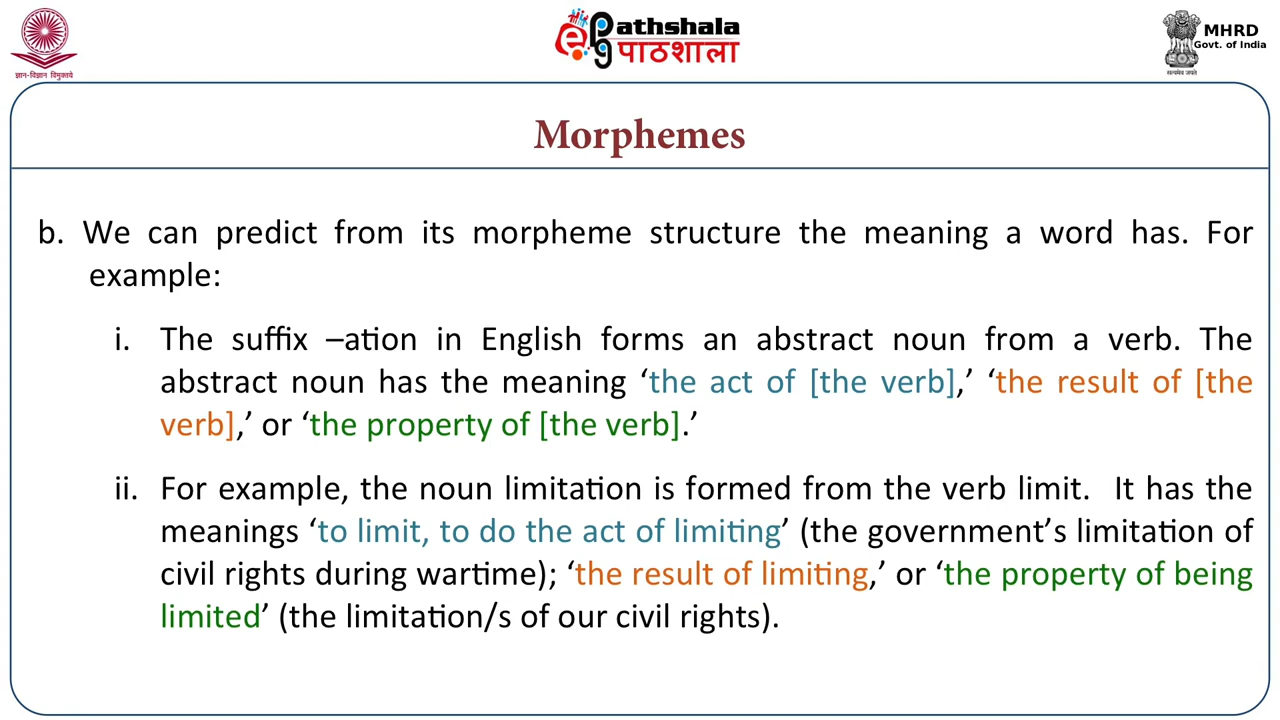 ज्ञान-विज्ञान विमुक्तये
ePathshala
पाठशाला
MHRD
Govt. of India
सत्यमेव जयते
Morphemes
b. We can predict from its morpheme structure the meaning a word has. For
example:
i. The suffix –ation in English forms an abstract noun from a verb. The
abstract noun has the meaning ‘the act of [the verb],’ ‘the result of [the
verb],’ or ‘the property of [the verb].’
ii. For example, the noun limitation is formed from the verb limit. It has the
meanings ‘to limit, to do the act of limiting’ (the government’s limitation of
civil rights during wartime); ‘the result of limiting,’ or ‘the property of being
limited’ (the limitation/s of our civil rights).